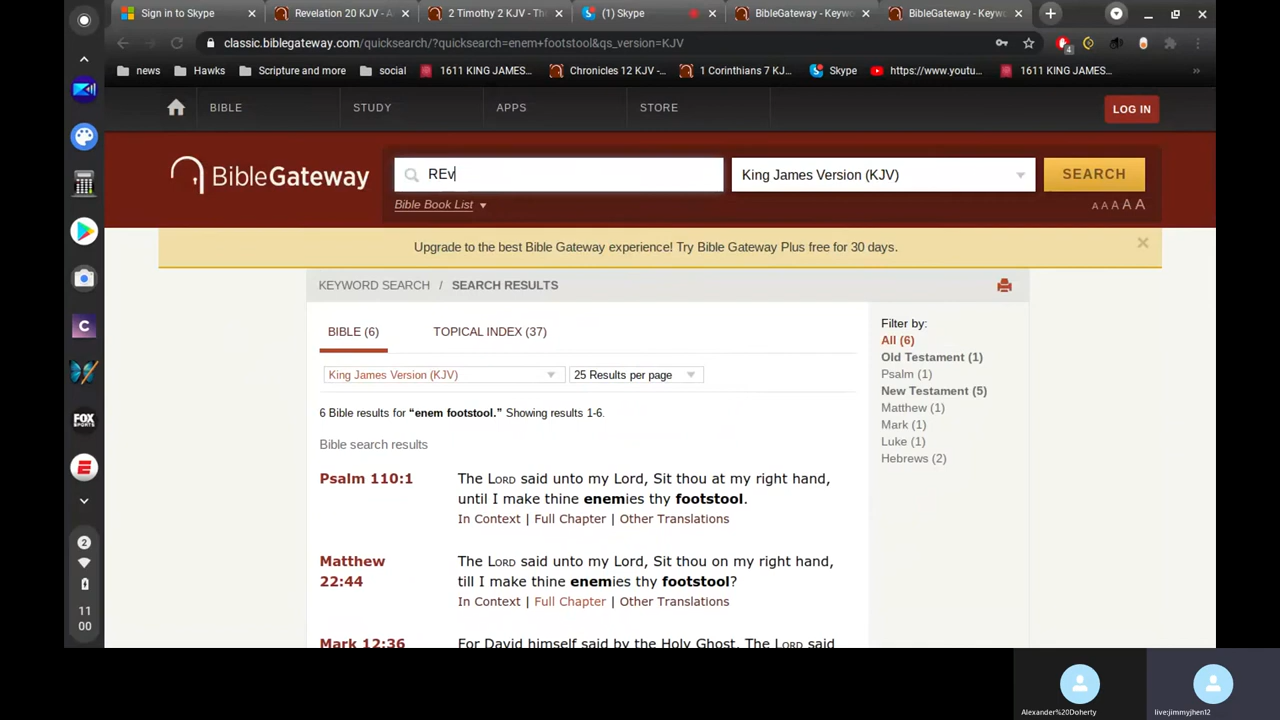 Sign in to Skype
Revelation 20 KJV - A
2 Timothy 2 KJV - Th
(1) Skype
BibleGateway - Keywo
BibleGateway - Keyw
classic.biblegateway.com/quicksearch/?quicksearch=enem+footstool&qs_version=KJV
4
news
Hawks
Scripture and more
social
1611 KING JAMES...
Chronicles 12 KJV -...
1 Corinthians 7 KJ...
Skype
https://www.youtu...
1611 KING JAMES...
»
BIBLE
STUDY
APPS
STORE
LOG IN
BibleGateway
REv
King James Version (KJV)
SEARCH
Bible Book List
A A A A A
Upgrade to the best Bible Gateway experience! Try Bible Gateway Plus free for 30 days.
KEYWORD SEARCH / SEARCH RESULTS
BIBLE (6)
TOPICAL INDEX (37)
King James Version (KJV)
25 Results per page
6 Bible results for “enem footstool.” Showing results 1-6.
Bible search results
Psalm 110:1
The LORD said unto my Lord, Sit thou at my right hand,
until I make thine enemies thy footstool.
In Context | Full Chapter | Other Translations
Matthew
22:44
The LORD said unto my Lord, Sit thou on my right hand,
till I make thine enemies thy footstool?
In Context | Full Chapter | Other Translations
Mark 12:36
For David himself said by the Holy Ghost, The LORD said
Filter by:
All (6)
Old Testament (1)
Psalm (1)
New Testament (5)
Matthew (1)
Mark (1)
Luke (1)
Hebrews (2)
C
FOX
SPORTS
E
2
11
00
Alexander%20Doherty
live:jimmyjhen12